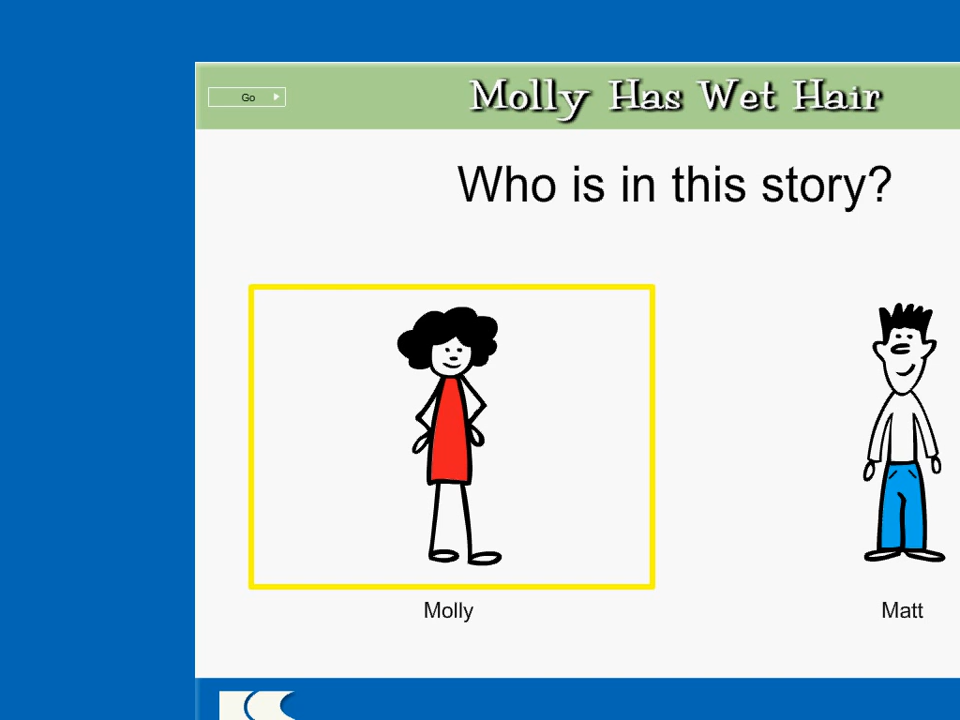 Go
Molly Has Wet Hair
Who is in this story?
Molly
Matt